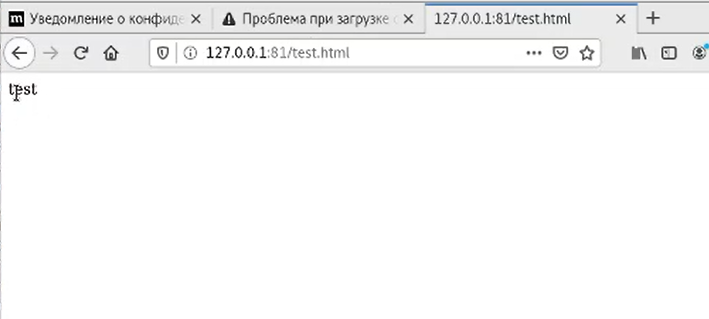 m Уведомление о конфиде
Проблема при загрузке
127.0.0.1:81/test.html
127.0.0.1:81/test.html
test